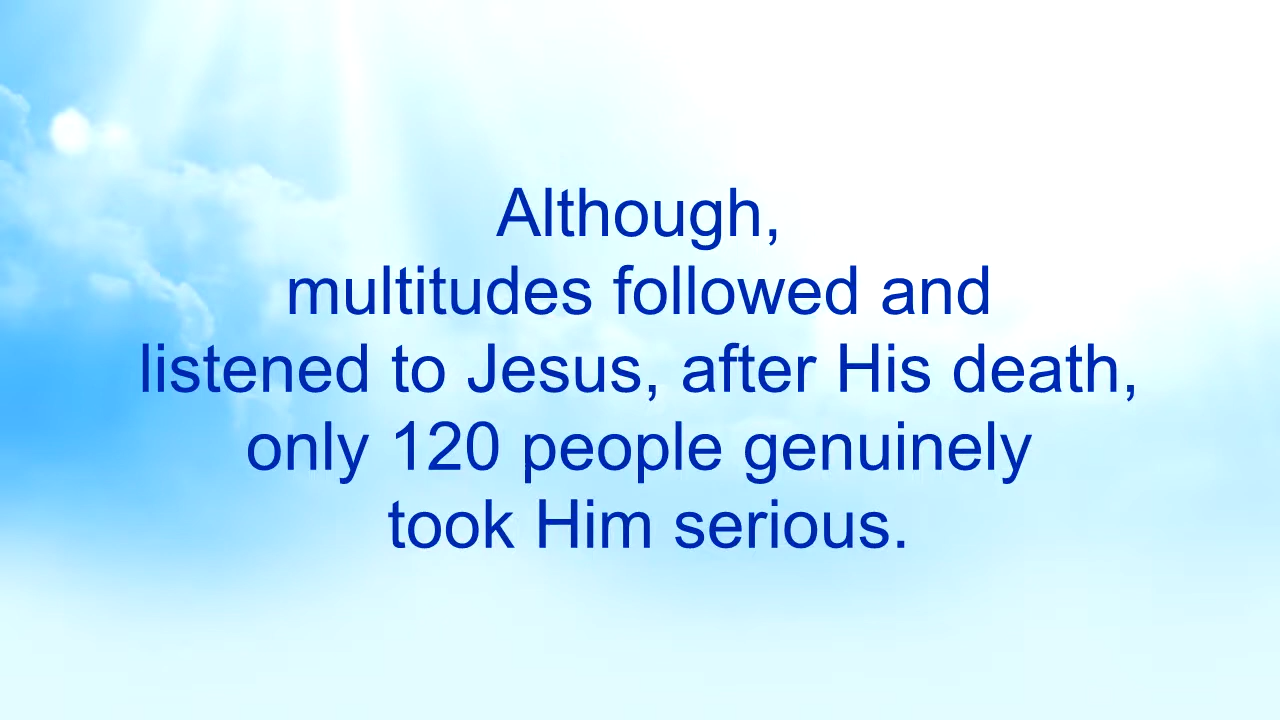 Although,
multitudes followed and
listened to Jesus, after His death,
only 120 people genuinely
took Him serious.